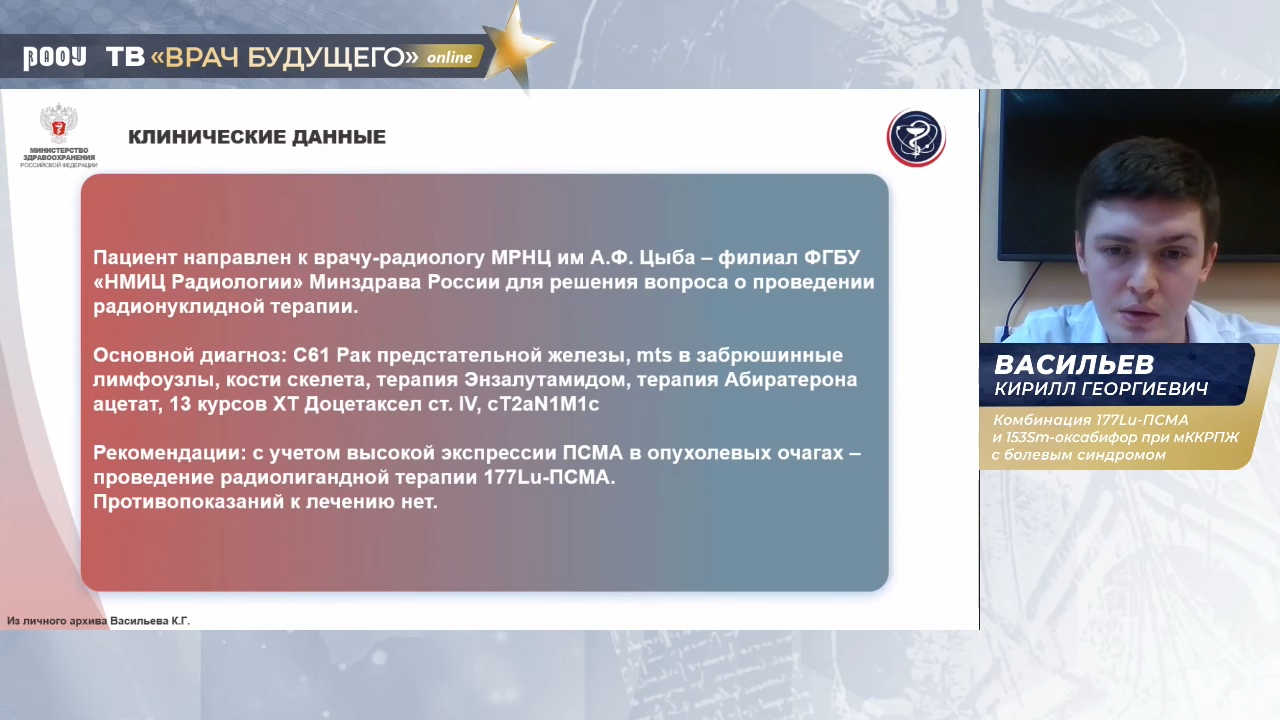 РООУ ТВ «ВРАЧ БУДУЩЕГО» online
МИНИСТЕРСТВО
ЗДРАВООХРАНЕНИЯ
РОССИЙСКОЙ ФЕДЕРАЦИИ
КЛИНИЧЕСКИЕ ДАННЫЕ
Пациент направлен к врачу-радиологу МРНЦ им А.Ф. Цыба – филиал ФГБУ
«НМИЦ Радиологии» Минздрава России для решения вопроса о проведении
радионуклидной терапии.
Основной диагноз: С61 Рак предстательной железы, mts в забрюшинные
лимфоузлы, кости скелета, терапия Энзалутамидом, терапия Абиратерона
ацетат, 13 курсов ХТ Доцетаксел ст. IV, cT2aN1M1c
Рекомендации: с учетом высокой экспрессии ПСМА в опухолевых очагах –
проведение радиолигандной терапии 177Lu-ПСМА.
Противопоказаний к лечению нет.
Из личного архива Васильева К.Г.
ВАСИЛЬЕВ
КИРИЛЛ ГЕОРГИЕВИЧ
Комбинация 177Lu-ПСМА
и 153Sm-оксабифор при мККРПЖ
с болевым синдромом